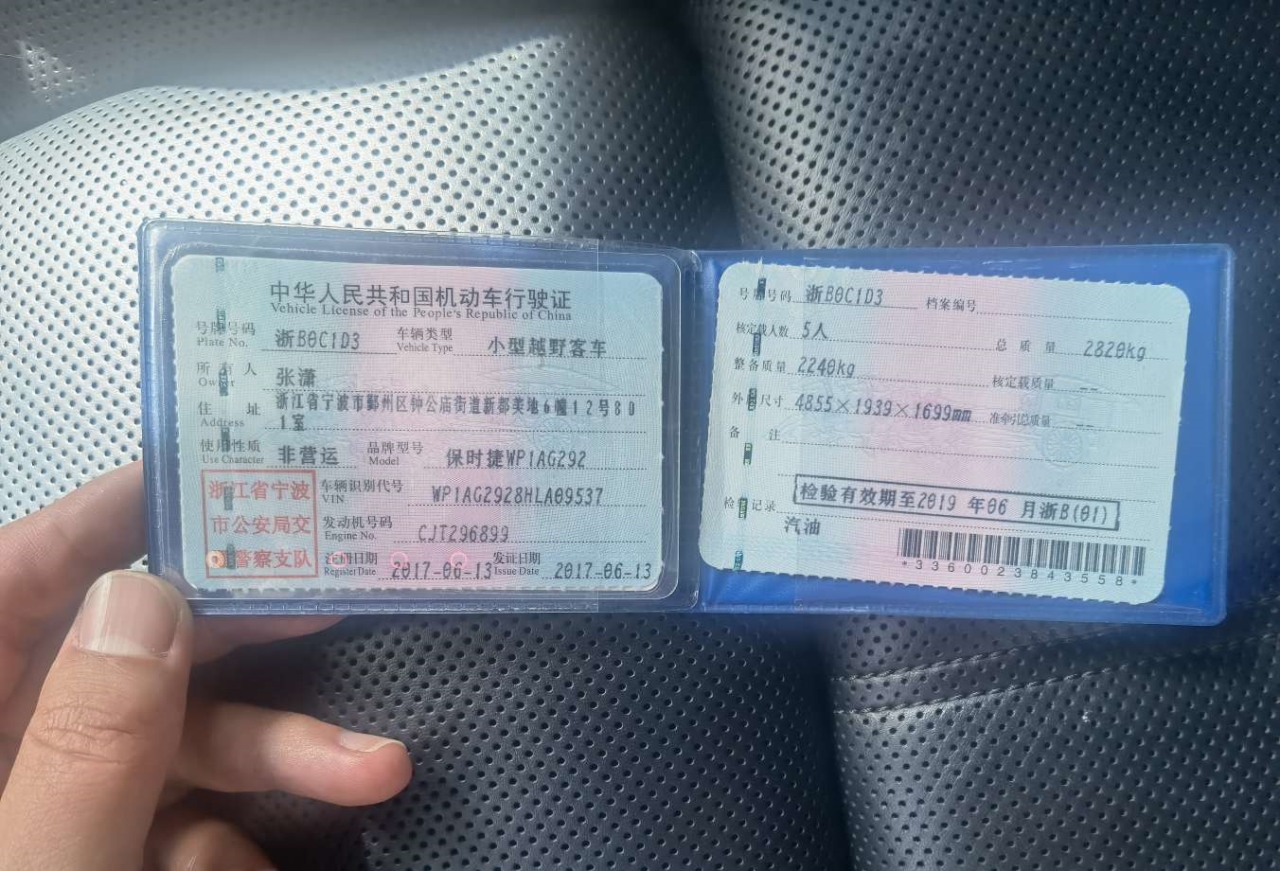 中华人民共和国机动车行驶证
Vehicle License of the People's Republic of China
号牌号码 浙B0C1D3 车辆类型 小型越野客车
Plate No. Vehicle Type
所有人 张潇
Owner
住址 浙江省宁波市鄞州区钟公庙街道新都美地6幢12号80
Address 1室
使用性质 非营运 品牌型号 保时捷WP1AG292
Use Character Model
浙江省宁波 车辆识别代号 WP1AG2928HLA09537
VIN
市公安局交 发动机号码 CJT296899
Engine No.
警察支队 注册日期 2017-06-13 发证日期 2017-06-13
Register Date Issue Date
号牌号码 浙B0C1D3 档案编号
核定载人数 5人 总质量 2820kg
整备质量 2240kg 核定载质量 --
外廓尺寸 4855×1939×1699mm 准牵引总质量 --
备注
检验记录 检验有效期至2019 年06 月浙B(01)
汽油
*3360023843558*